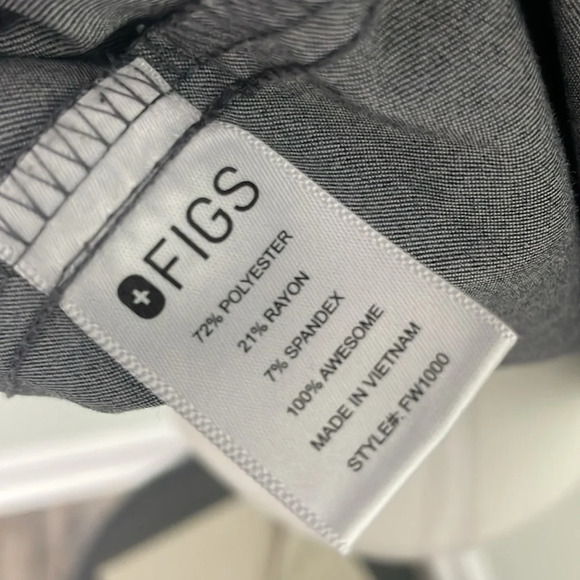 FIGS
72% POLYESTER
21% RAYON
7% SPANDEX
100% AWESOME
MADE IN VIETNAM
STYLE#: FW1000